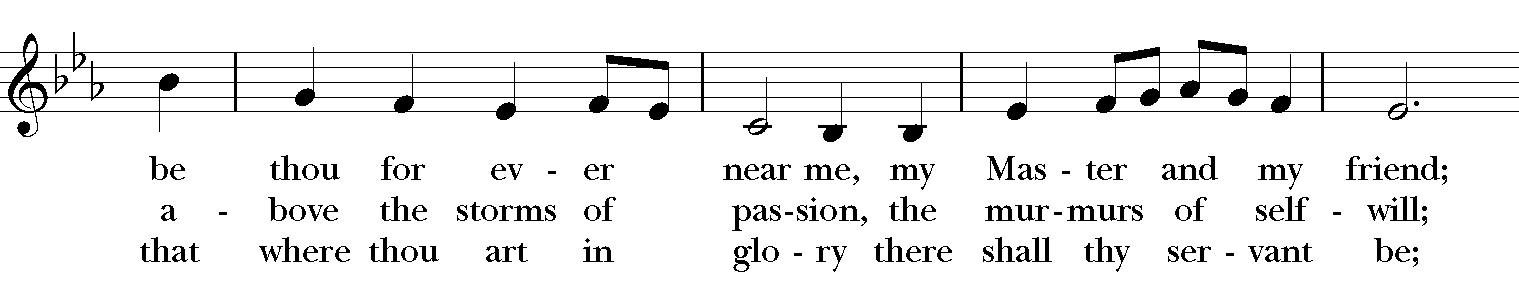 be thou for ev - er near me, my Mas - ter and my friend;
a - bove the storms of pas-sion, the mur-murs of self - will;
that where thou art in glo - ry there shall thy ser - vant be;